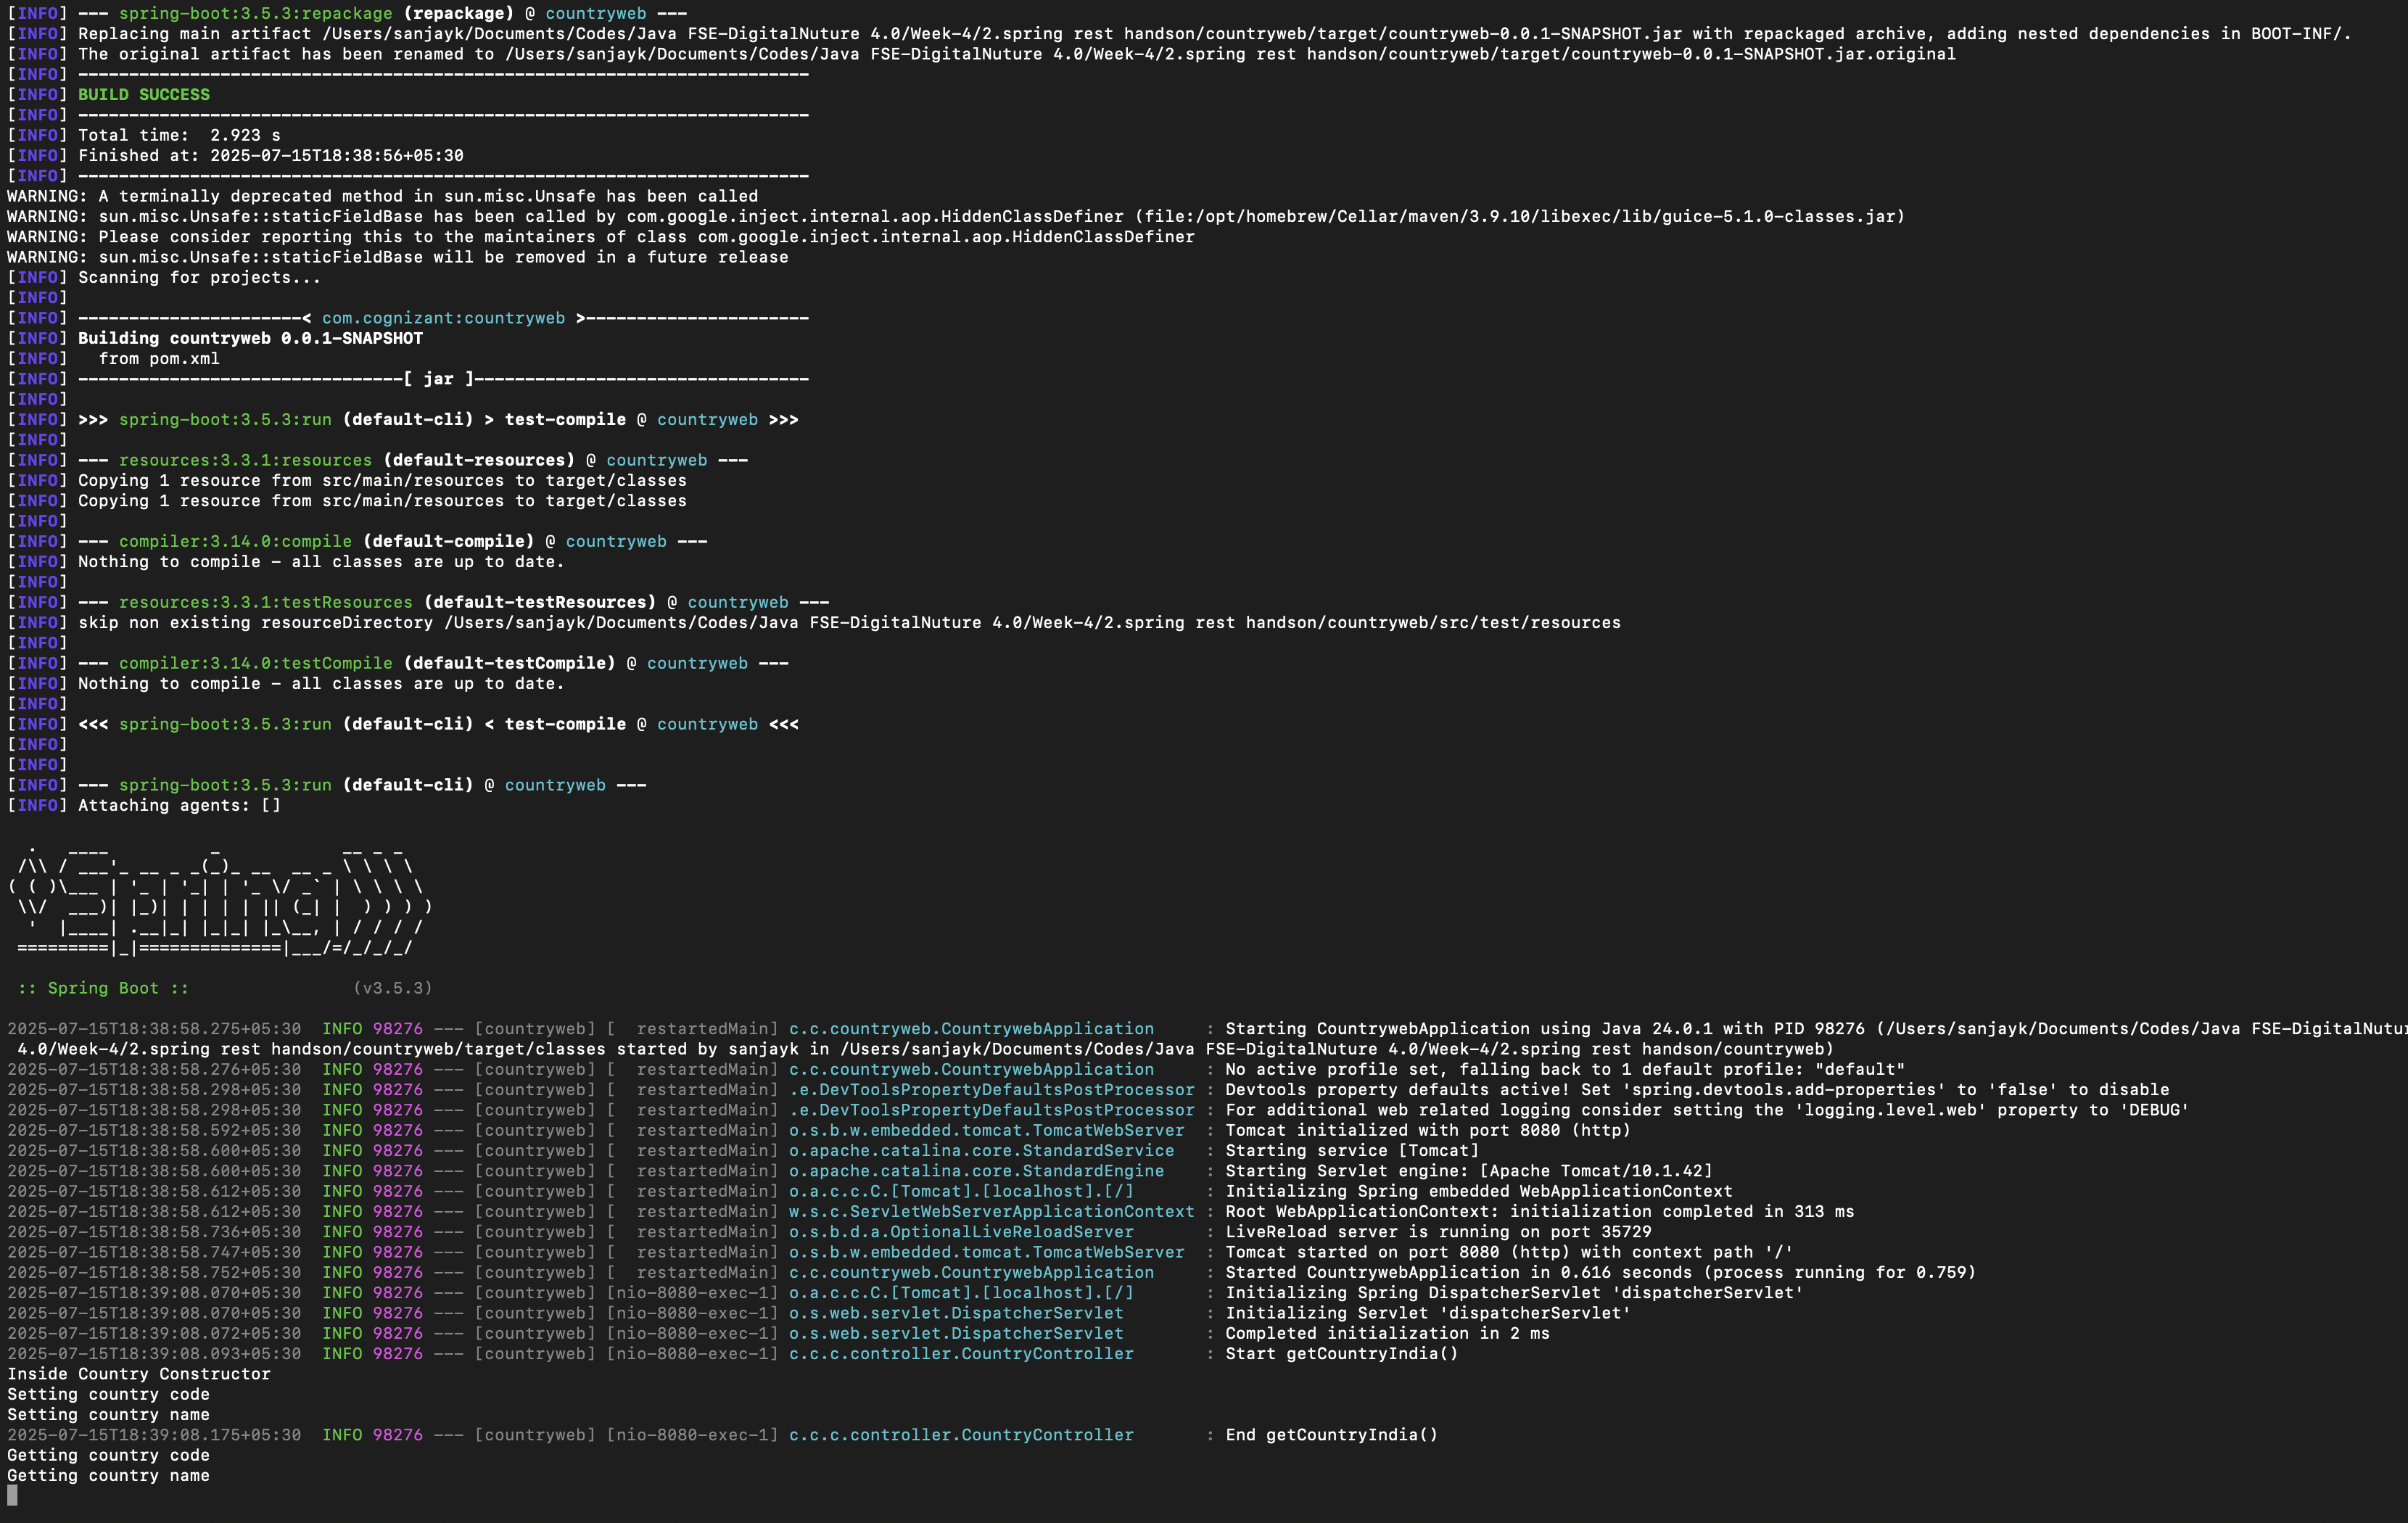 [INFO] --- spring-boot:3.5.3:repackage (repackage) @ countryweb ---
[INFO] Replacing main artifact /Users/sanjayk/Documents/Codes/Java FSE-DigitalNuture 4.0/Week-4/2.spring rest handson/countryweb/target/countryweb-0.0.1-SNAPSHOT.jar with repackaged archive, adding nested dependencies in BOOT-INF/.
[INFO] The original artifact has been renamed to /Users/sanjayk/Documents/Codes/Java FSE-DigitalNuture 4.0/Week-4/2.spring rest handson/countryweb/target/countryweb-0.0.1-SNAPSHOT.jar.original
[INFO] ------------------------------------------------------------------------
[INFO] BUILD SUCCESS
[INFO] ------------------------------------------------------------------------
[INFO] Total time:  2.923 s
[INFO] Finished at: 2025-07-15T18:38:56+05:30
[INFO] ------------------------------------------------------------------------
WARNING: A terminally deprecated method in sun.misc.Unsafe has been called
WARNING: sun.misc.Unsafe::staticFieldBase has been called by com.google.inject.internal.aop.HiddenClassDefiner (file:/opt/homebrew/Cellar/maven/3.9.10/libexec/lib/guice-5.1.0-classes.jar)
WARNING: Please consider reporting this to the maintainers of class com.google.inject.internal.aop.HiddenClassDefiner
WARNING: sun.misc.Unsafe::staticFieldBase will be removed in a future release
[INFO] Scanning for projects...
[INFO]
[INFO] ----------------------< com.cognizant:countryweb >----------------------
[INFO] Building countryweb 0.0.1-SNAPSHOT
[INFO]   from pom.xml
[INFO] --------------------------------[ jar ]---------------------------------
[INFO]
[INFO] >>> spring-boot:3.5.3:run (default-cli) > test-compile @ countryweb >>>
[INFO]
[INFO] --- resources:3.3.1:resources (default-resources) @ countryweb ---
[INFO] Copying 1 resource from src/main/resources to target/classes
[INFO] Copying 1 resource from src/main/resources to target/classes
[INFO]
[INFO] --- compiler:3.14.0:compile (default-compile) @ countryweb ---
[INFO] Nothing to compile - all classes are up to date.
[INFO]
[INFO] --- resources:3.3.1:testResources (default-testResources) @ countryweb ---
[INFO] skip non existing resourceDirectory /Users/sanjayk/Documents/Codes/Java FSE-DigitalNuture 4.0/Week-4/2.spring rest handson/countryweb/src/test/resources
[INFO]
[INFO] --- compiler:3.14.0:testCompile (default-testCompile) @ countryweb ---
[INFO] Nothing to compile - all classes are up to date.
[INFO]
[INFO] <<< spring-boot:3.5.3:run (default-cli) < test-compile @ countryweb <<<
[INFO]
[INFO]
[INFO] --- spring-boot:3.5.3:run (default-cli) @ countryweb ---
[INFO] Attaching agents: []
  .   ____          _            __ _ _
 /\\ / ___'_ __ _ _(_)_ __  __ _ \ \ \ \
( ( )\___ | '_ | '_| | '_ \/ _` | \ \ \ \
 \\/  ___)| |_)| | | | | || (_| |  ) ) ) )
  '  |____| .__|_| |_|_| |_\__, | / / / /
 =========|_|==============|___/=/_/_/_/
 :: Spring Boot ::                (v3.5.3)
2025-07-15T18:38:58.275+05:30  INFO 98276 --- [countryweb] [  restartedMain] c.c.countryweb.CountrywebApplication     : Starting CountrywebApplication using Java 24.0.1 with PID 98276 (/Users/sanjayk/Documents/Codes/Java FSE-DigitalNuture
 4.0/Week-4/2.spring rest handson/countryweb/target/classes started by sanjayk in /Users/sanjayk/Documents/Codes/Java FSE-DigitalNuture 4.0/Week-4/2.spring rest handson/countryweb)
2025-07-15T18:38:58.276+05:30  INFO 98276 --- [countryweb] [  restartedMain] c.c.countryweb.CountrywebApplication     : No active profile set, falling back to 1 default profile: "default"
2025-07-15T18:38:58.298+05:30  INFO 98276 --- [countryweb] [  restartedMain] .e.DevToolsPropertyDefaultsPostProcessor : Devtools property defaults active! Set 'spring.devtools.add-properties' to 'false' to disable
2025-07-15T18:38:58.298+05:30  INFO 98276 --- [countryweb] [  restartedMain] .e.DevToolsPropertyDefaultsPostProcessor : For additional web related logging consider setting the 'logging.level.web' property to 'DEBUG'
2025-07-15T18:38:58.592+05:30  INFO 98276 --- [countryweb] [  restartedMain] o.s.b.w.embedded.tomcat.TomcatWebServer  : Tomcat initialized with port 8080 (http)
2025-07-15T18:38:58.600+05:30  INFO 98276 --- [countryweb] [  restartedMain] o.apache.catalina.core.StandardService   : Starting service [Tomcat]
2025-07-15T18:38:58.600+05:30  INFO 98276 --- [countryweb] [  restartedMain] o.apache.catalina.core.StandardEngine    : Starting Servlet engine: [Apache Tomcat/10.1.42]
2025-07-15T18:38:58.612+05:30  INFO 98276 --- [countryweb] [  restartedMain] o.a.c.c.C.[Tomcat].[localhost].[/]       : Initializing Spring embedded WebApplicationContext
2025-07-15T18:38:58.612+05:30  INFO 98276 --- [countryweb] [  restartedMain] w.s.c.ServletWebServerApplicationContext : Root WebApplicationContext: initialization completed in 313 ms
2025-07-15T18:38:58.736+05:30  INFO 98276 --- [countryweb] [  restartedMain] o.s.b.d.a.OptionalLiveReloadServer       : LiveReload server is running on port 35729
2025-07-15T18:38:58.747+05:30  INFO 98276 --- [countryweb] [  restartedMain] o.s.b.w.embedded.tomcat.TomcatWebServer  : Tomcat started on port 8080 (http) with context path '/'
2025-07-15T18:38:58.752+05:30  INFO 98276 --- [countryweb] [  restartedMain] c.c.countryweb.CountrywebApplication     : Started CountrywebApplication in 0.616 seconds (process running for 0.759)
2025-07-15T18:39:08.070+05:30  INFO 98276 --- [countryweb] [nio-8080-exec-1] o.a.c.c.C.[Tomcat].[localhost].[/]       : Initializing Spring DispatcherServlet 'dispatcherServlet'
2025-07-15T18:39:08.070+05:30  INFO 98276 --- [countryweb] [nio-8080-exec-1] o.s.web.servlet.DispatcherServlet        : Initializing Servlet 'dispatcherServlet'
2025-07-15T18:39:08.072+05:30  INFO 98276 --- [countryweb] [nio-8080-exec-1] o.s.web.servlet.DispatcherServlet        : Completed initialization in 2 ms
2025-07-15T18:39:08.093+05:30  INFO 98276 --- [countryweb] [nio-8080-exec-1] c.c.c.controller.CountryController       : Start getCountryIndia()
Inside Country Constructor
Setting country code
Setting country name
2025-07-15T18:39:08.175+05:30  INFO 98276 --- [countryweb] [nio-8080-exec-1] c.c.c.controller.CountryController       : End getCountryIndia()
Getting country code
Getting country name